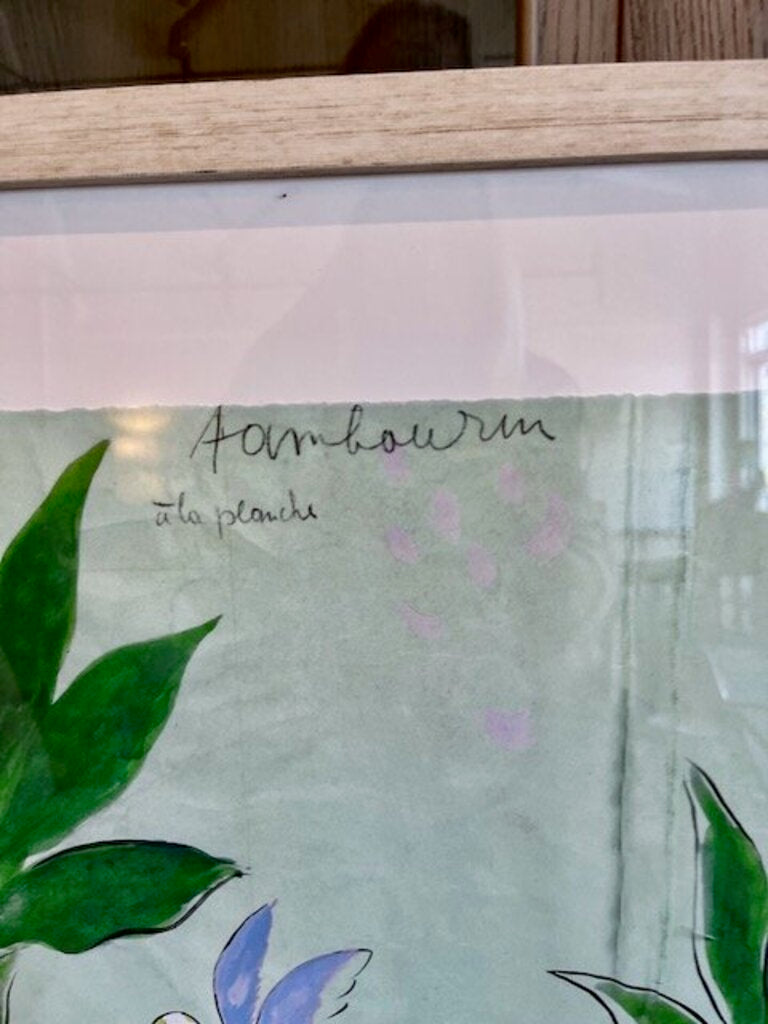 tambourin
à la planche